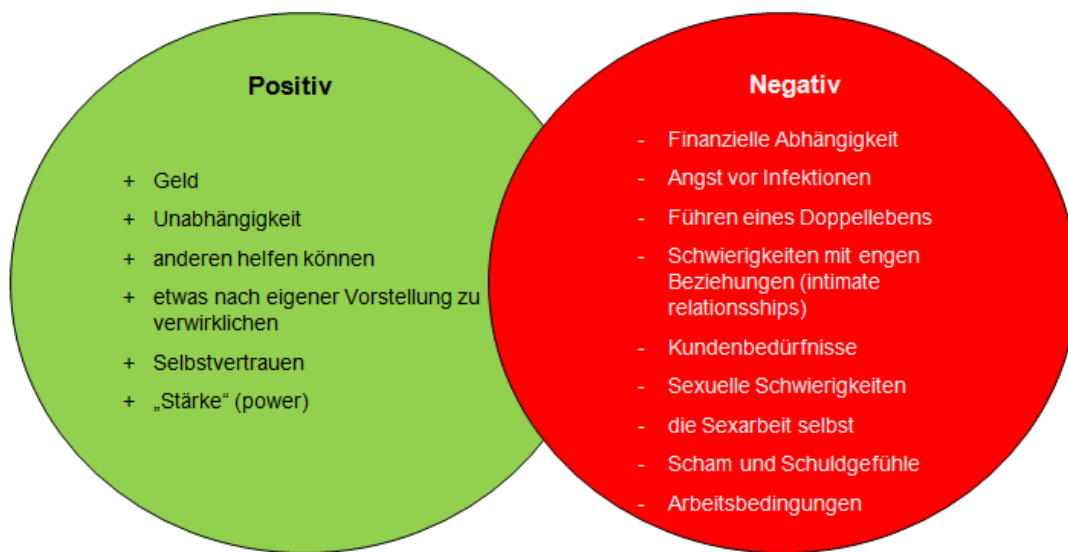 Positiv
+ Geld
+ Unabhängigkeit
+ anderen helfen können
+ etwas nach eigener Vorstellung zu
verwirklichen
+ Selbstvertrauen
+ „Stärke“ (power)
Negativ
- Finanzielle Abhängigkeit
- Angst vor Infektionen
- Führen eines Doppellebens
- Schwierigkeiten mit engen
Beziehungen (intimate
relationsships)
- Kundenbedürfnisse
- Sexuelle Schwierigkeiten
- die Sexarbeit selbst
- Scham und Schuldgefühle
- Arbeitsbedingungen